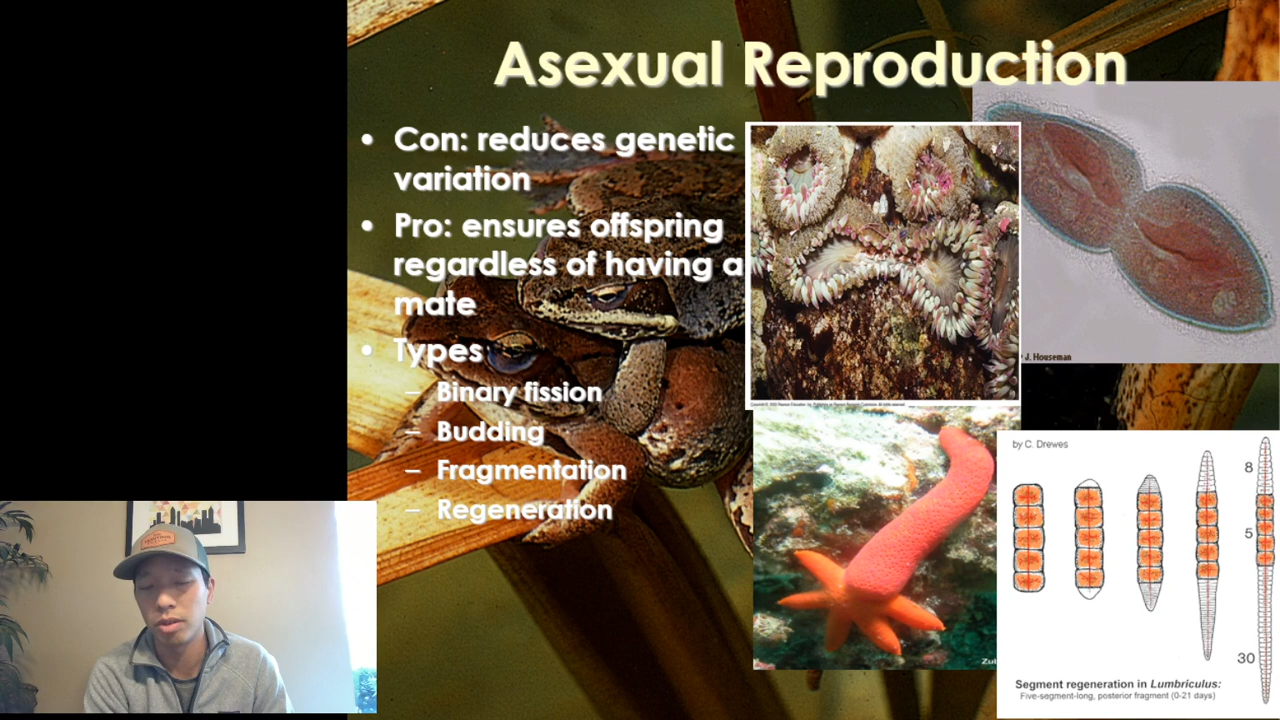 Asexual Reproduction
• Con: reduces genetic
variation
• Pro: ensures offspring
regardless of having a
mate
• Types
– Binary fission
– Budding
– Fragmentation
– Regeneration
J. Houseman
by C. Drewes
8
5
30
Segment regeneration in Lumbriculus:
Five-segment-long, posterior fragment (0-21 days)